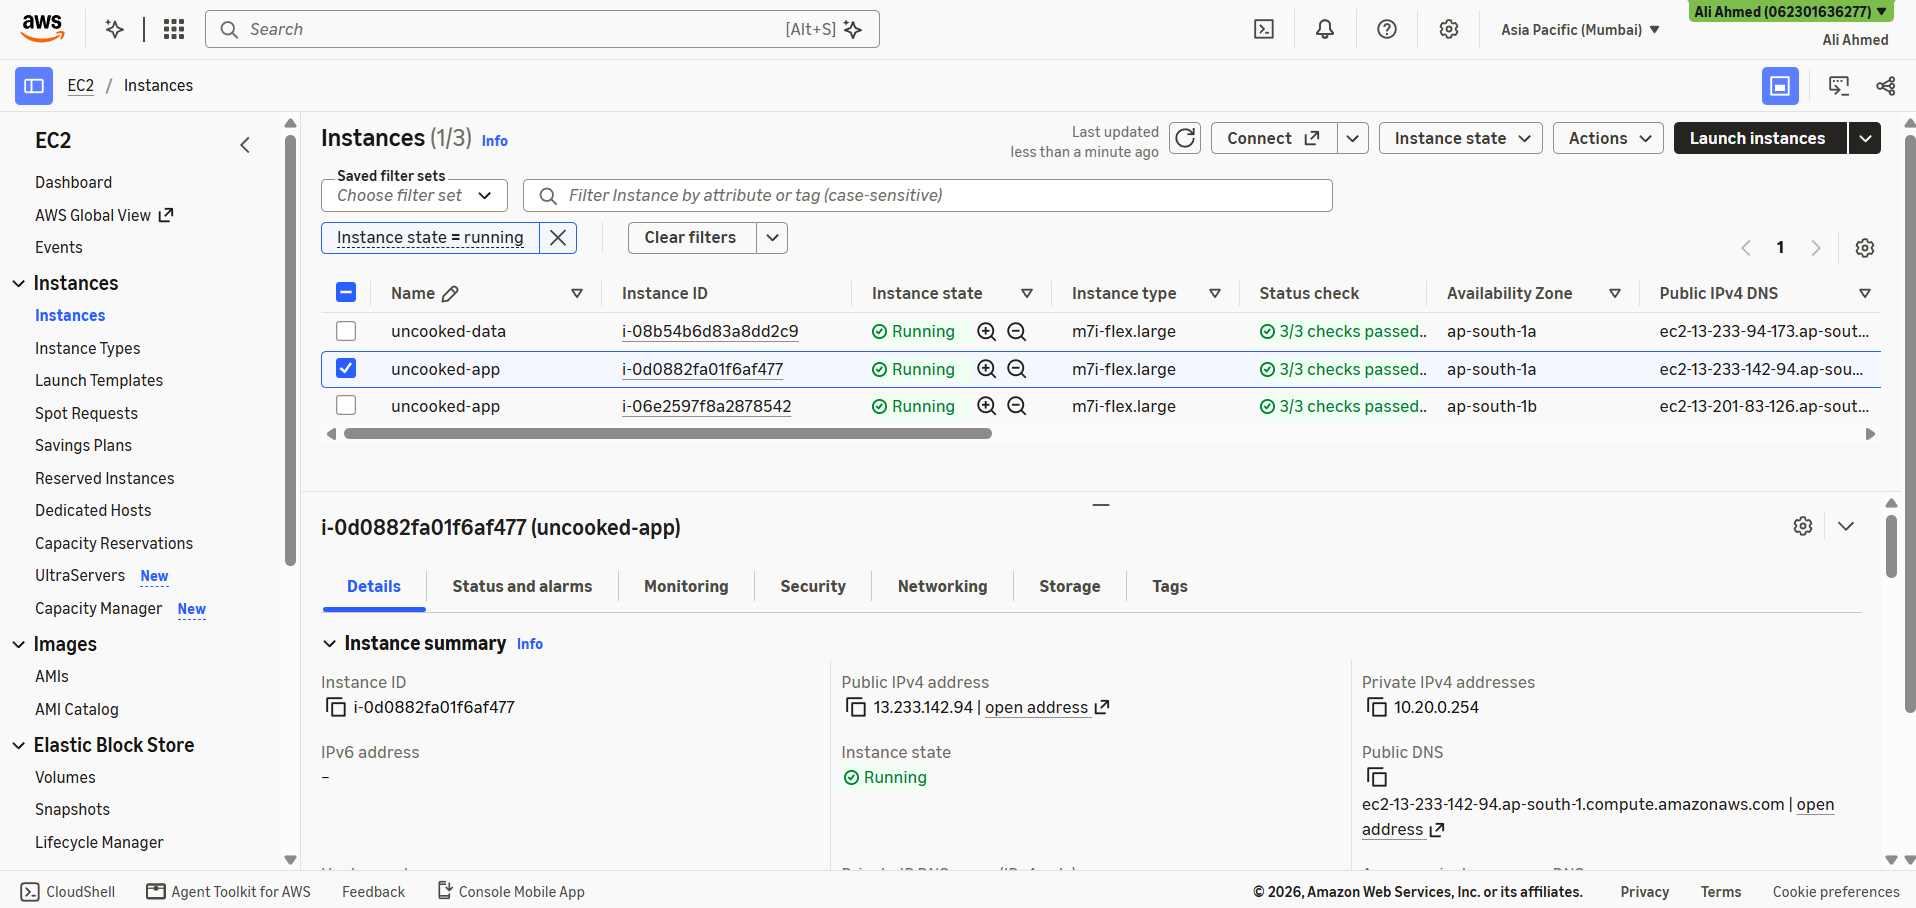 aws
Search [Alt+S]
Asia Pacific (Mumbai)
Ali Ahmed (062301636277)
Ali Ahmed
EC2 / Instances
EC2
Dashboard
AWS Global View
Events
Instances
Instances
Instance Types
Launch Templates
Spot Requests
Savings Plans
Reserved Instances
Dedicated Hosts
Capacity Reservations
UltraServers New
Capacity Manager New
Images
AMIs
AMI Catalog
Elastic Block Store
Volumes
Snapshots
Lifecycle Manager
Instances (1/3) Info
Last updated
less than a minute ago
Connect
Instance state
Actions
Launch instances
Saved filter sets
Choose filter set
Filter Instance by attribute or tag (case-sensitive)
Instance state = running
Clear filters
1
Name Instance ID Instance state Instance type Status check Availability Zone Public IPv4 DNS
uncooked-data i-08b54b6d83a8dd2c9 Running m7i-flex.large 3/3 checks passed.. ap-south-1a ec2-13-233-94-173.ap-sout...
uncooked-app i-0d0882fa01f6af477 Running m7i-flex.large 3/3 checks passed.. ap-south-1a ec2-13-233-142-94.ap-sou...
uncooked-app i-06e2597f8a2878542 Running m7i-flex.large 3/3 checks passed.. ap-south-1b ec2-13-201-83-126.ap-sout...
i-0d0882fa01f6af477 (uncooked-app)
Details Status and alarms Monitoring Security Networking Storage Tags
Instance summary Info
Instance ID
i-0d0882fa01f6af477
Public IPv4 address
13.233.142.94 | open address
Private IPv4 addresses
10.20.0.254
IPv6 address
–
Instance state
Running
Public DNS
ec2-13-233-142-94.ap-south-1.compute.amazonaws.com | open
address
CloudShell Agent Toolkit for AWS Feedback Console Mobile App
© 2026, Amazon Web Services, Inc. or its affiliates. Privacy Terms Cookie preferences